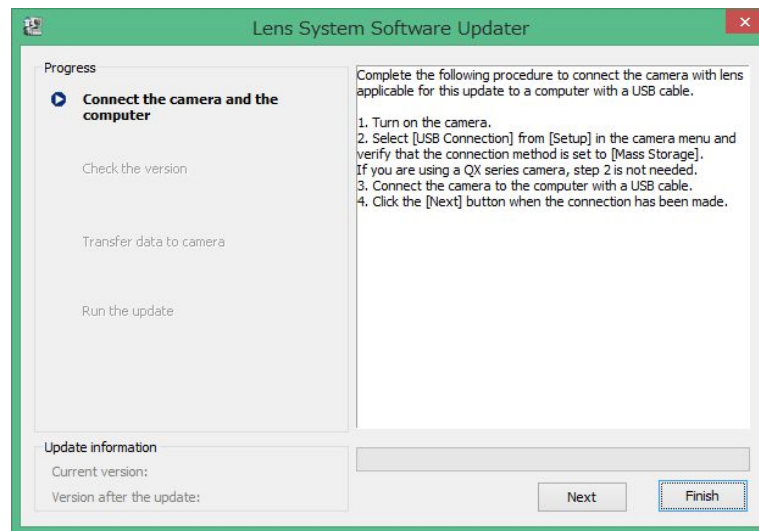 Lens System Software Updater
Progress
Connect the camera and the
computer
Check the version
Transfer data to camera
Run the update
Complete the following procedure to connect the camera with lens
applicable for this update to a computer with a USB cable.
1. Turn on the camera.
2. Select [USB Connection] from [Setup] in the camera menu and
verify that the connection method is set to [Mass Storage].
If you are using a QX series camera, step 2 is not needed.
3. Connect the camera to the computer with a USB cable.
4. Click the [Next] button when the connection has been made.
Update information
Current version:
Version after the update:
Next
Finish